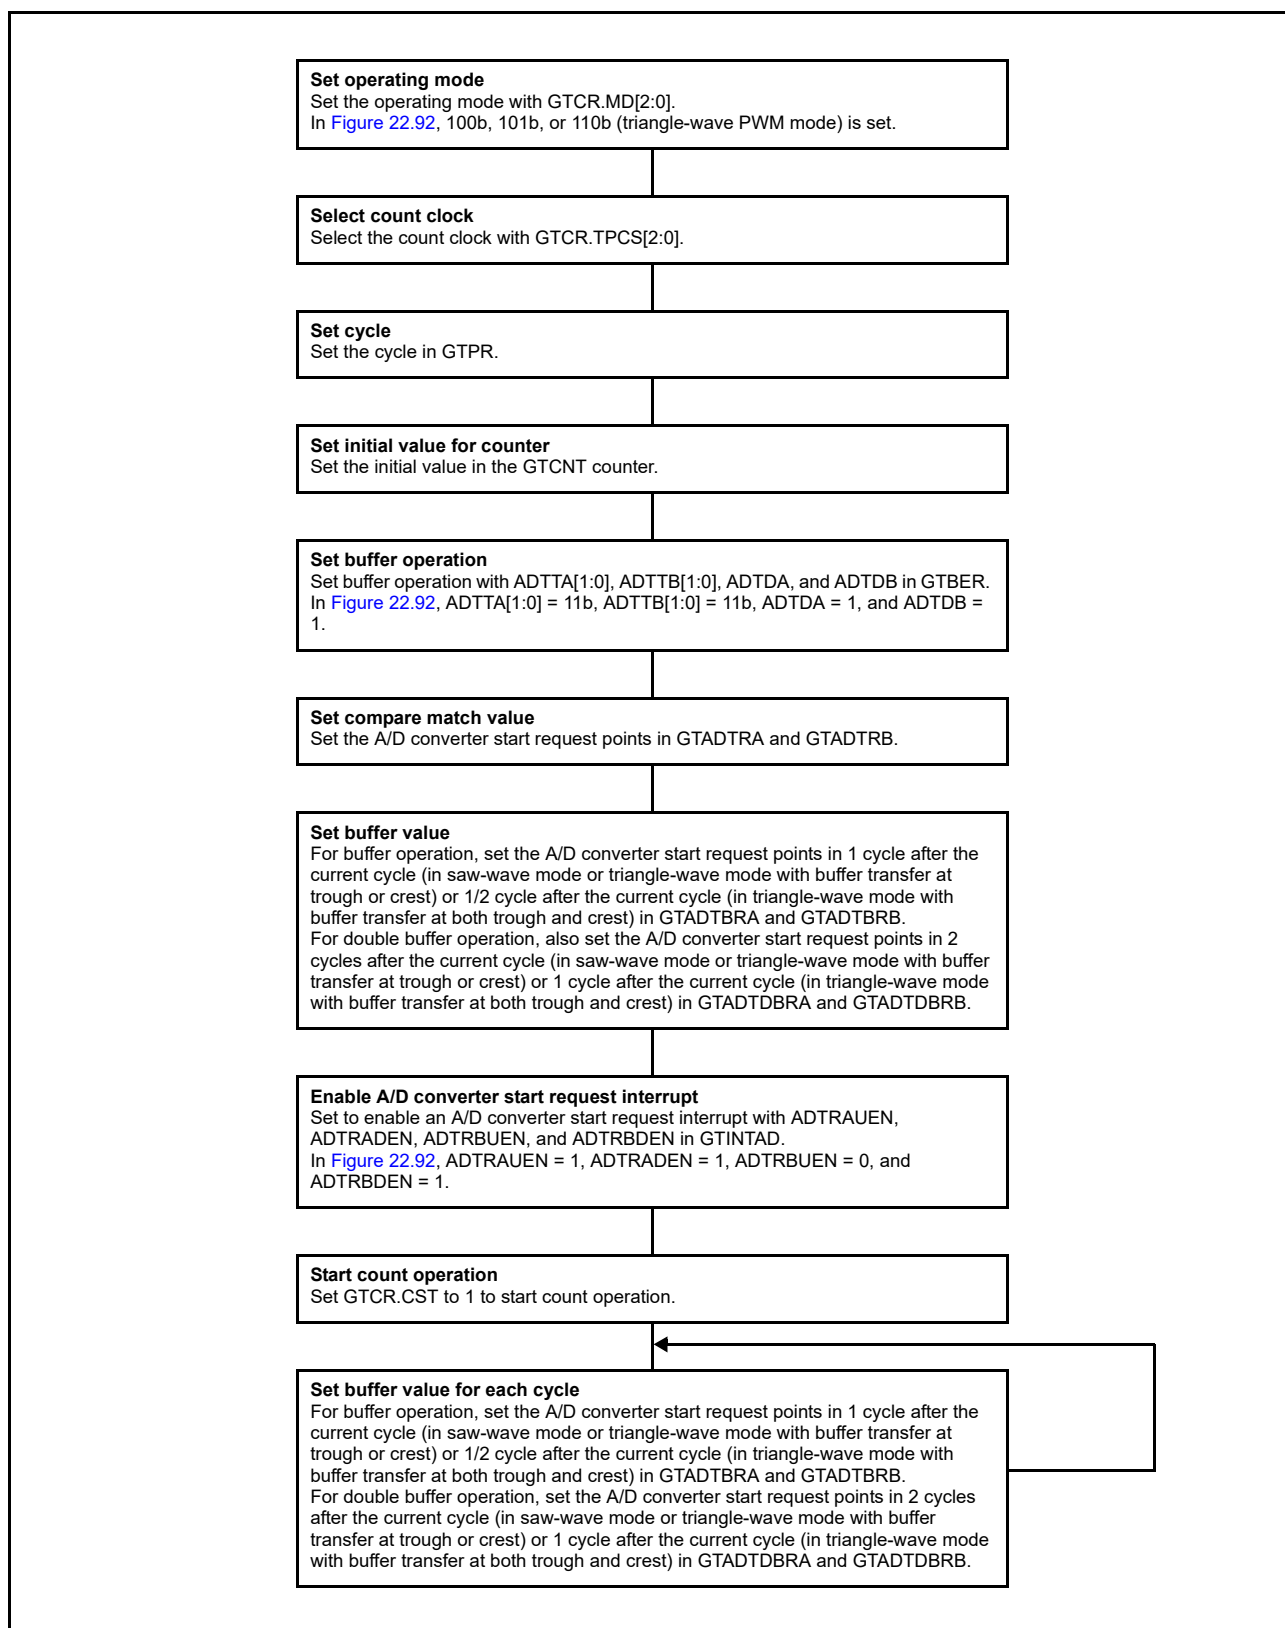 Set operating mode
Set the operating mode with GTCR.MD[2:0].
In Figure 22.92, 100b, 101b, or 110b (triangle-wave PWM mode) is set.
Select count clock
Select the count clock with GTCR.TPCS[2:0].
Set cycle
Set the cycle in GTPR.
Set initial value for counter
Set the initial value in the GTCNT counter.
Set buffer operation
Set buffer operation with ADTTA[1:0], ADTTB[1:0], ADTDA, and ADTDB in GTBER.
In Figure 22.92, ADTTA[1:0] = 11b, ADTTB[1:0] = 11b, ADTDA = 1, and ADTDB =
1.
Set compare match value
Set the A/D converter start request points in GTADTRA and GTADTRB.
Set buffer value
For buffer operation, set the A/D converter start request points in 1 cycle after the
current cycle (in saw-wave mode or triangle-wave mode with buffer transfer at
trough or crest) or 1/2 cycle after the current cycle (in triangle-wave mode with
buffer transfer at both trough and crest) in GTADTBRA and GTADTBRB.
For double buffer operation, also set the A/D converter start request points in 2
cycles after the current cycle (in saw-wave mode or triangle-wave mode with buffer
transfer at trough or crest) or 1 cycle after the current cycle (in triangle-wave mode
with buffer transfer at both trough and crest) in GTADTDBRA and GTADTDBRB.
Enable A/D converter start request interrupt
Set to enable an A/D converter start request interrupt with ADTRAUEN,
ADTRADEN, ADTRBUEN, and ADTRBDEN in GTINTAD.
In Figure 22.92, ADTRAUEN = 1, ADTRADEN = 1, ADTRBUEN = 0, and
ADTRBDEN = 1.
Start count operation
Set GTCR.CST to 1 to start count operation.
Set buffer value for each cycle
For buffer operation, set the A/D converter start request points in 1 cycle after the
current cycle (in saw-wave mode or triangle-wave mode with buffer transfer at
trough or crest) or 1/2 cycle after the current cycle (in triangle-wave mode with
buffer transfer at both trough and crest) in GTADTBRA and GTADTBRB.
For double buffer operation, set the A/D converter start request points in 2 cycles
after the current cycle (in saw-wave mode or triangle-wave mode with buffer
transfer at trough or crest) or 1 cycle after the current cycle (in triangle-wave mode
with buffer transfer at both trough and crest) in GTADTDBRA and GTADTDBRB.